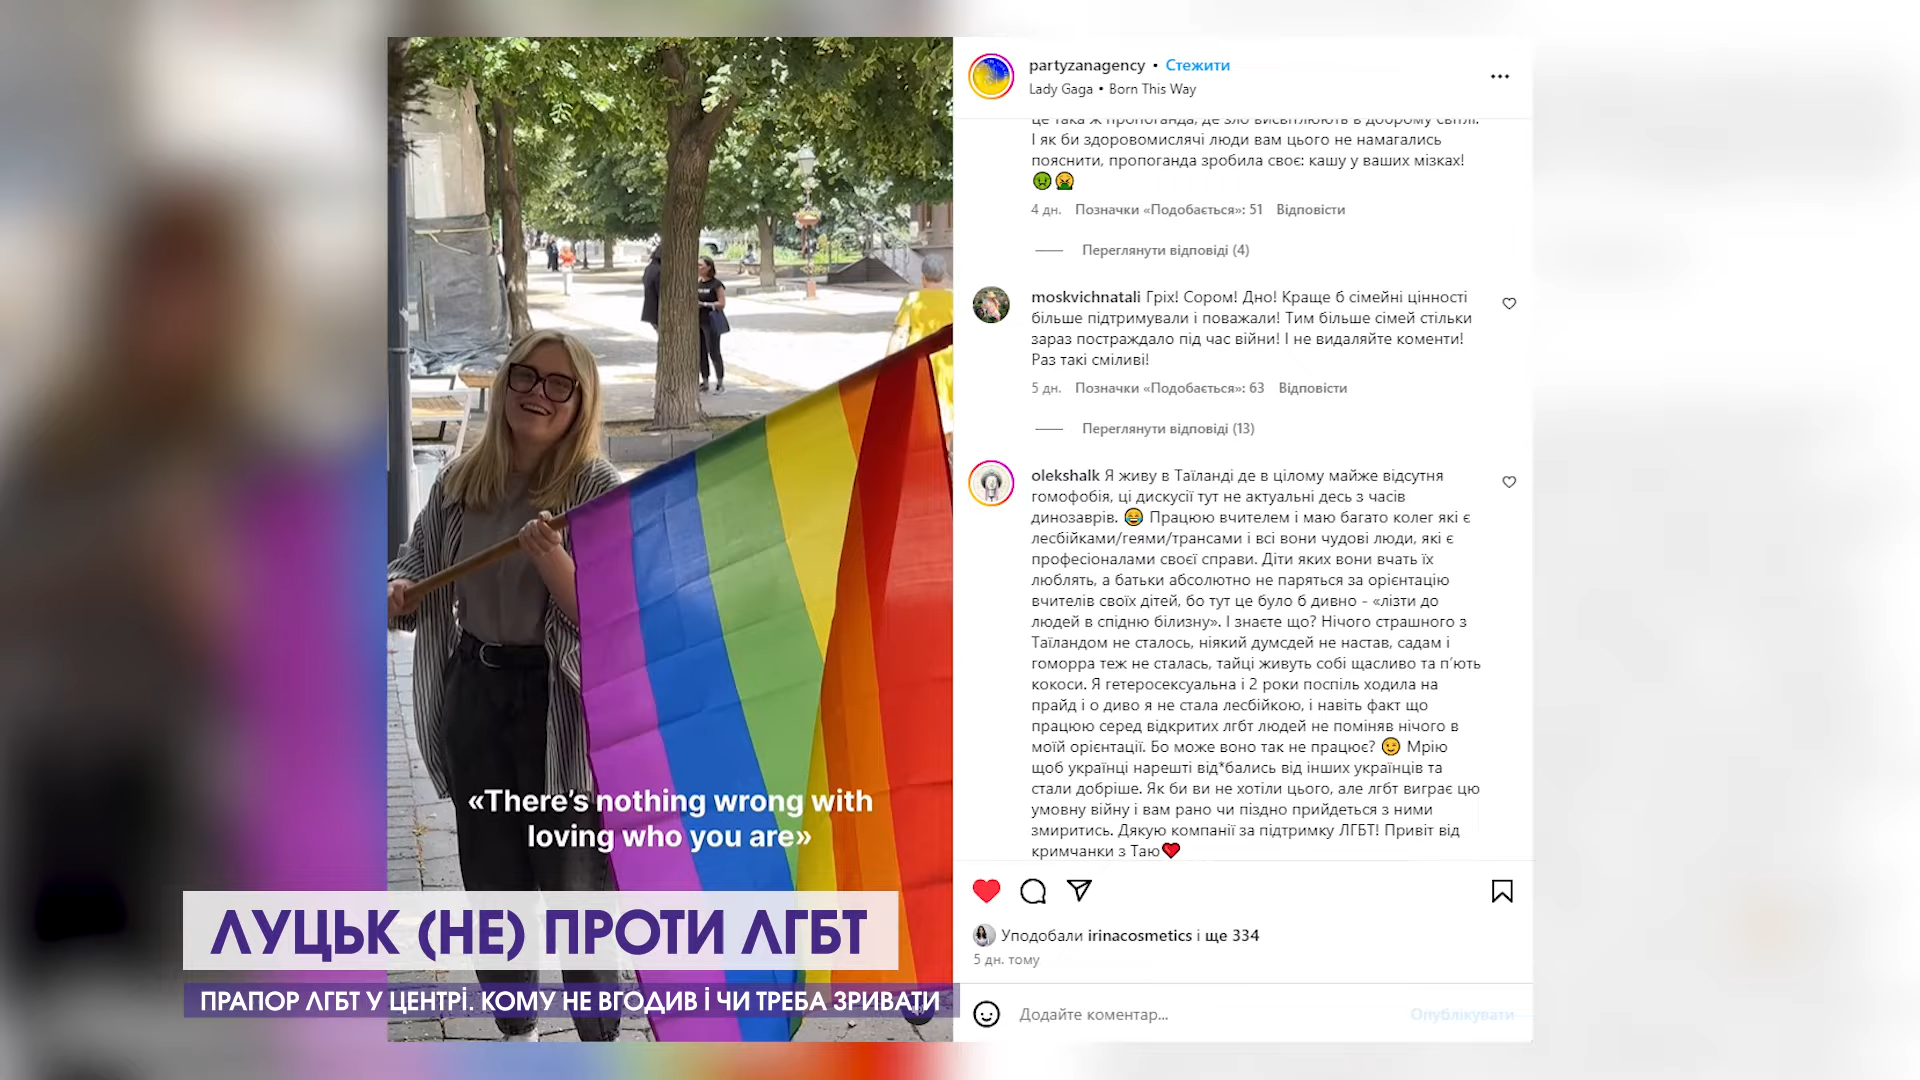 partyzanagency • Стежити
Lady Gaga • Born This Way
це така ж пропоганда, де зло висвітлюють в доброму світлі.
І як би здоровомислячі люди вам цього не намагались
пояснити, пропоганда зробила своє: кашу у ваших мізках!
🤢🤮
4 дн. Позначки «Подобається»: 51 Відповісти
Переглянути відповіді (4)
moskvichnatali Гріх! Сором! Дно! Краще б сімейні цінності
більше підтримували і поважали! Тим більше сімей стільки
зараз постраждало під час війни! І не видаляйте коменти!
Раз такі сміливі!
5 дн. Позначки «Подобається»: 63 Відповісти
Переглянути відповіді (13)
olekshalk Я живу в Таїланді де в цілому майже відсутня
гомофобія, ці дискусії тут не актуальні десь з часів
динозаврів. 😂 Працюю вчителем і маю багато колег які є
лесбійками/геями/трансами і всі вони чудові люди, які є
професіоналами своєї справи. Діти яких вони вчать їх
люблять, а батьки абсолютно не паряться за орієнтацію
вчителів своїх дітей, бо тут це було б дивно - «лізти до
людей в спідню білизну». І знаєте що? Нічого страшного з
Таїландом не сталось, ніякий думсдей не настав, садам і
гоморра теж не сталась, тайці живуть собі щасливо та п’ють
кокоси. Я гетеросексуальна і 2 роки поспіль ходила на
прайд і о диво я не стала лесбійкою, і навіть факт що
працюю серед відкритих лгбт людей не поміняв нічого в
моїй орієнтації. Бо може воно так не працює? 😉 Мрію
щоб українці нарешті від*бались від інших українців та
стали добріше. Як би ви не хотіли цього, але лгбт виграє цю
умовну війну і вам рано чи піздно прийдеться з ними
змиритись. Дякую компанії за підтримку ЛГБТ! Привіт від
кримчанки з Таю❤️
«There’s nothing wrong with
loving who you are»
Уподобали irinacosmetics і ще 334
5 дн. тому
Додайте коментар...
Опублікувати
ЛУЦЬК (НЕ) ПРОТИ ЛГБТ
ПРАПОР ЛГБТ У ЦЕНТРІ. КОМУ НЕ ВГОДИВ І ЧИ ТРЕБА ЗРИВАТИ